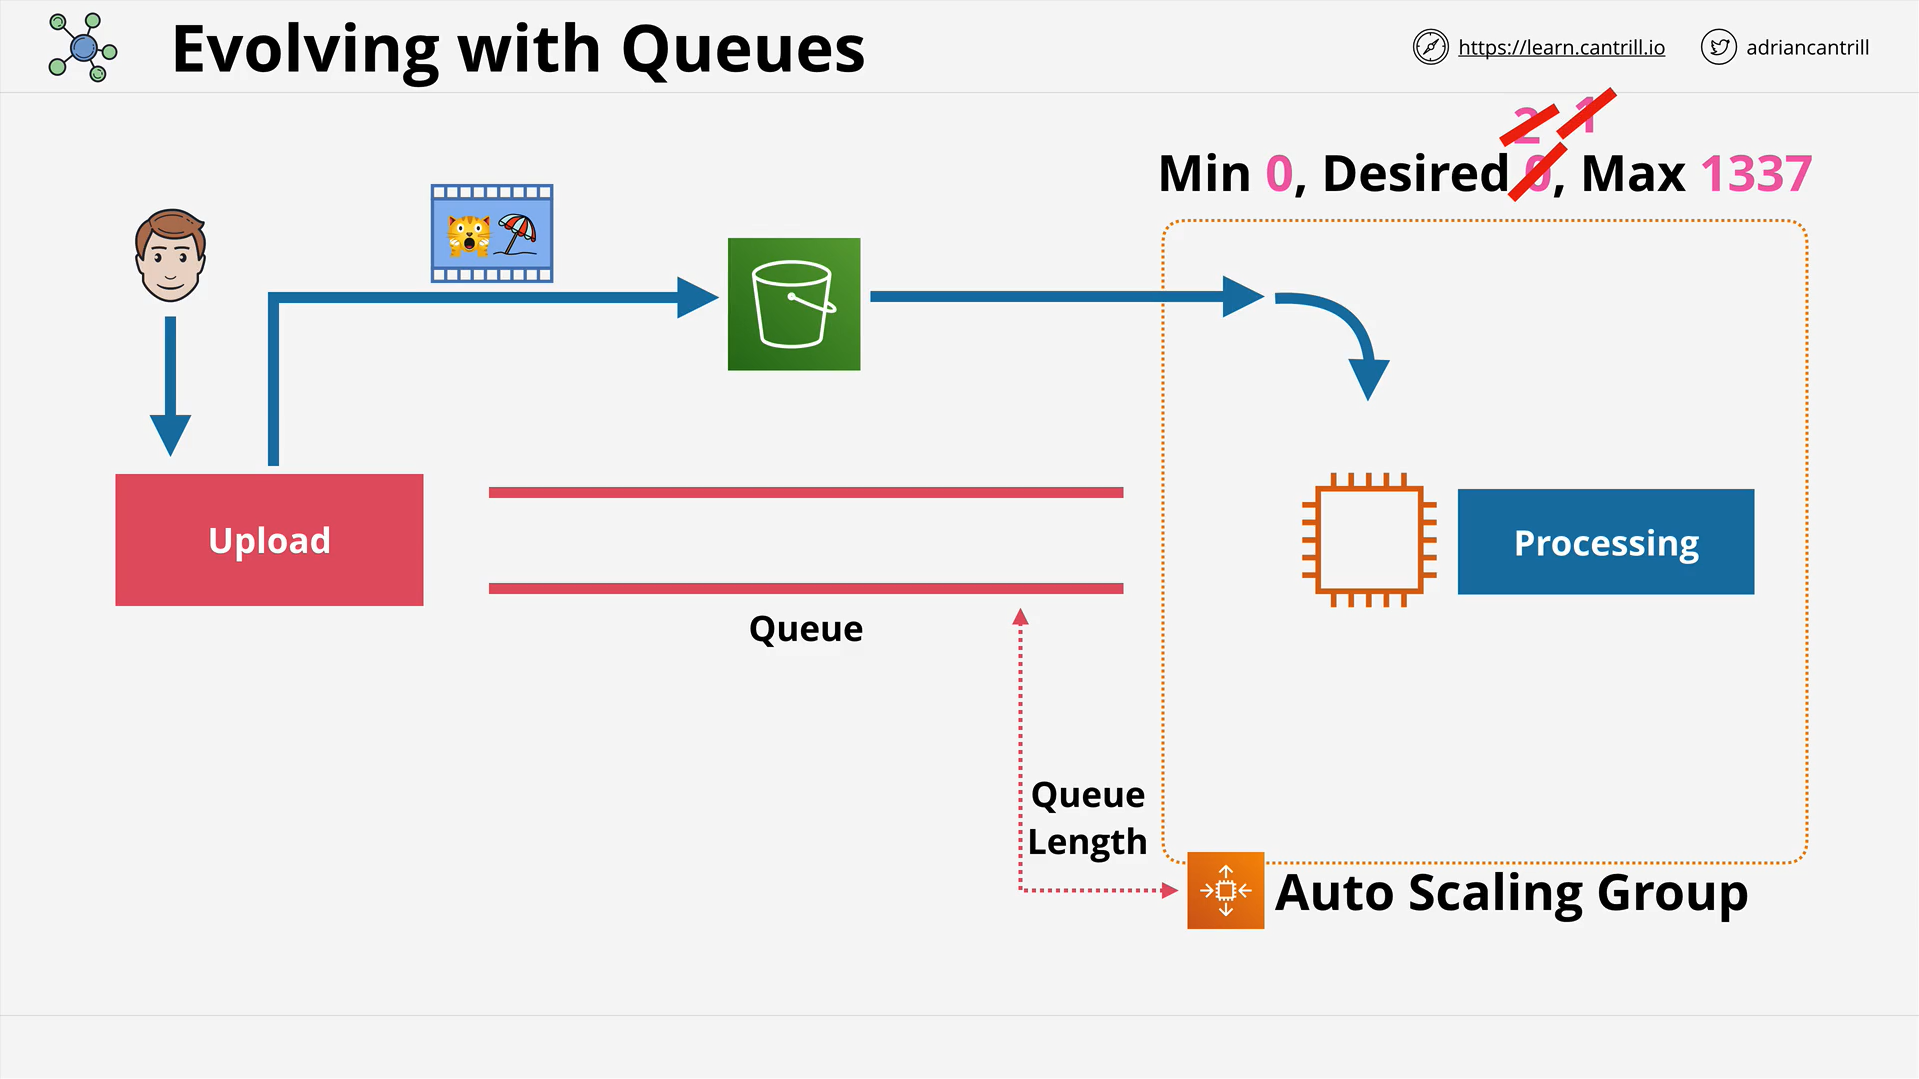 Evolving with Queues
https://learn.cantrill.io
adriancantrill
2 1
Min 0, Desired 0, Max 1337
Upload
Processing
Queue
Queue
Length
Auto Scaling Group